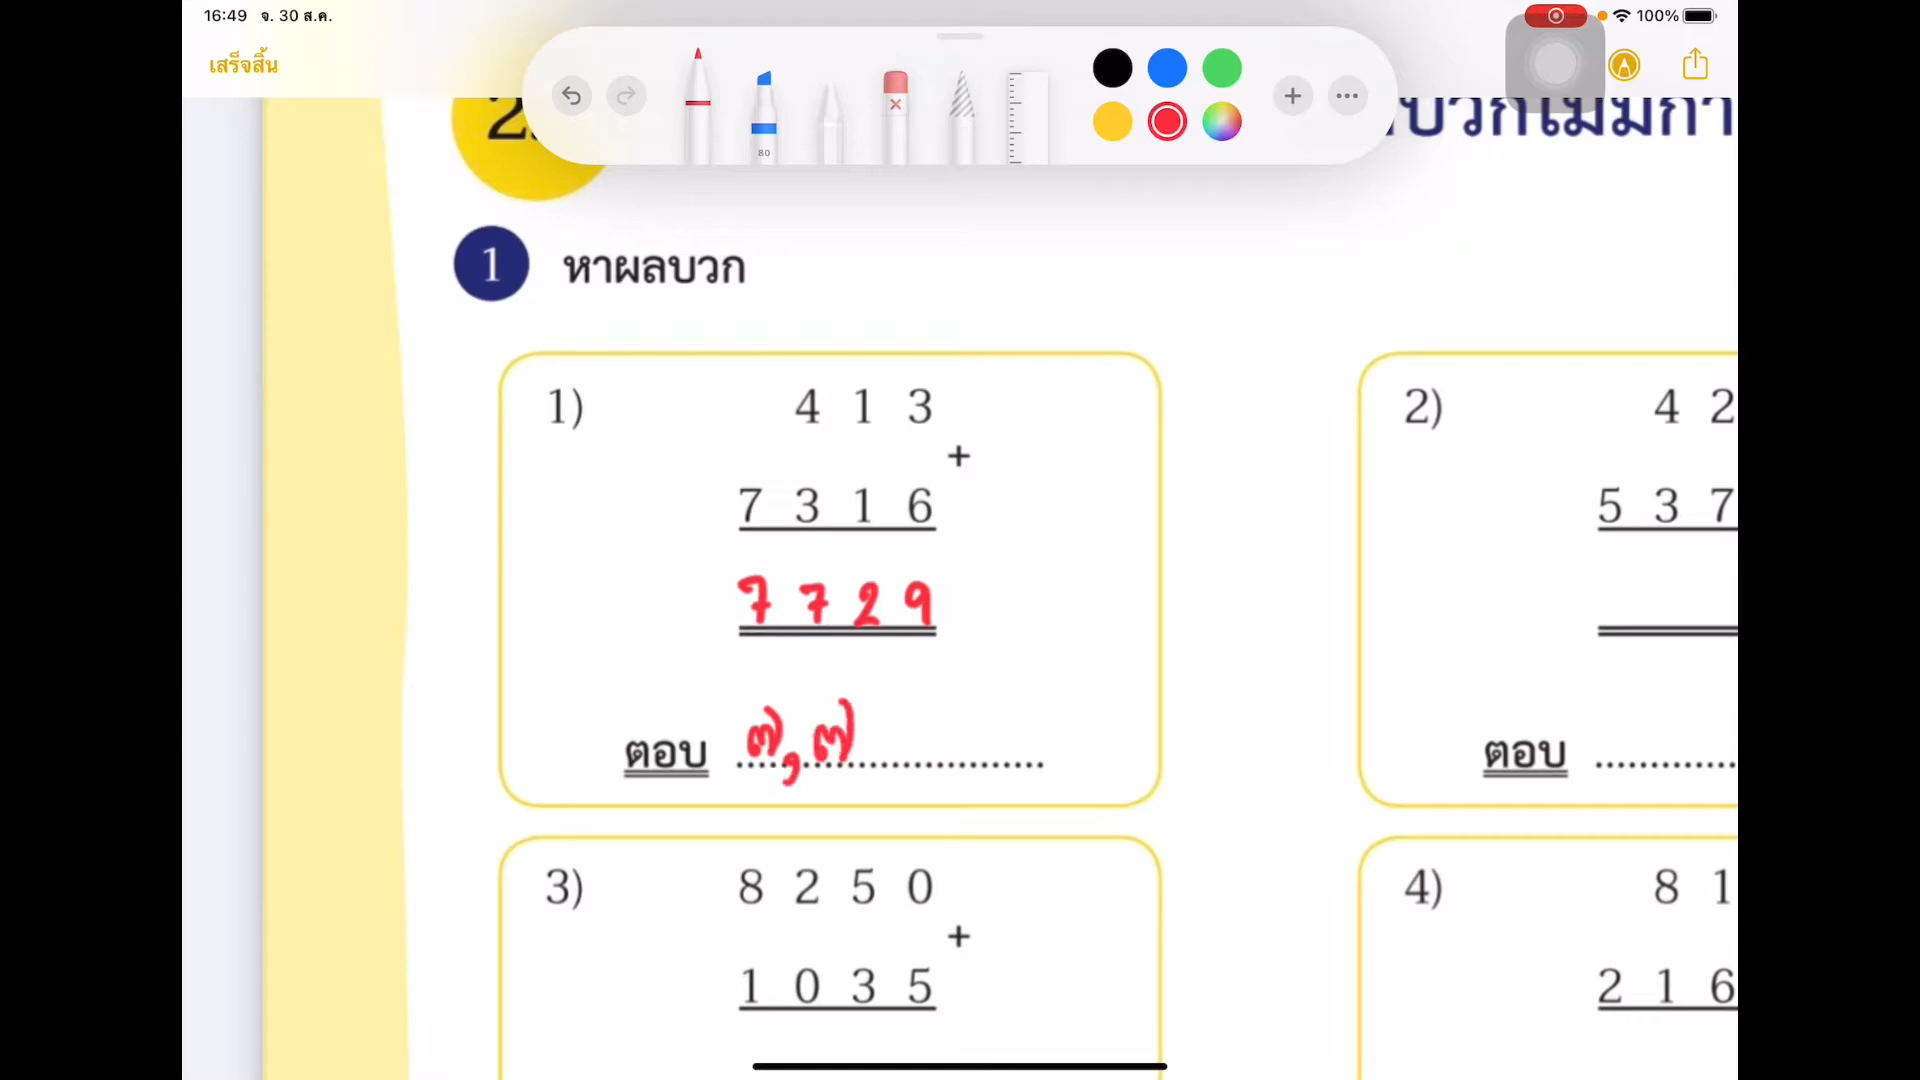 16:49 จ. 30 ส.ค. 100%
เสร็จสิ้น
80
บวกไม่มีกา
1 หาผลบวก
1) 4 1 3
+
7 3 1 6
7 7 2 9
ตอบ ๗,๗
2) 4 2
5 3 7
ตอบ
3) 8 2 5 0
+
1 0 3 5
4) 8 1
2 1 6